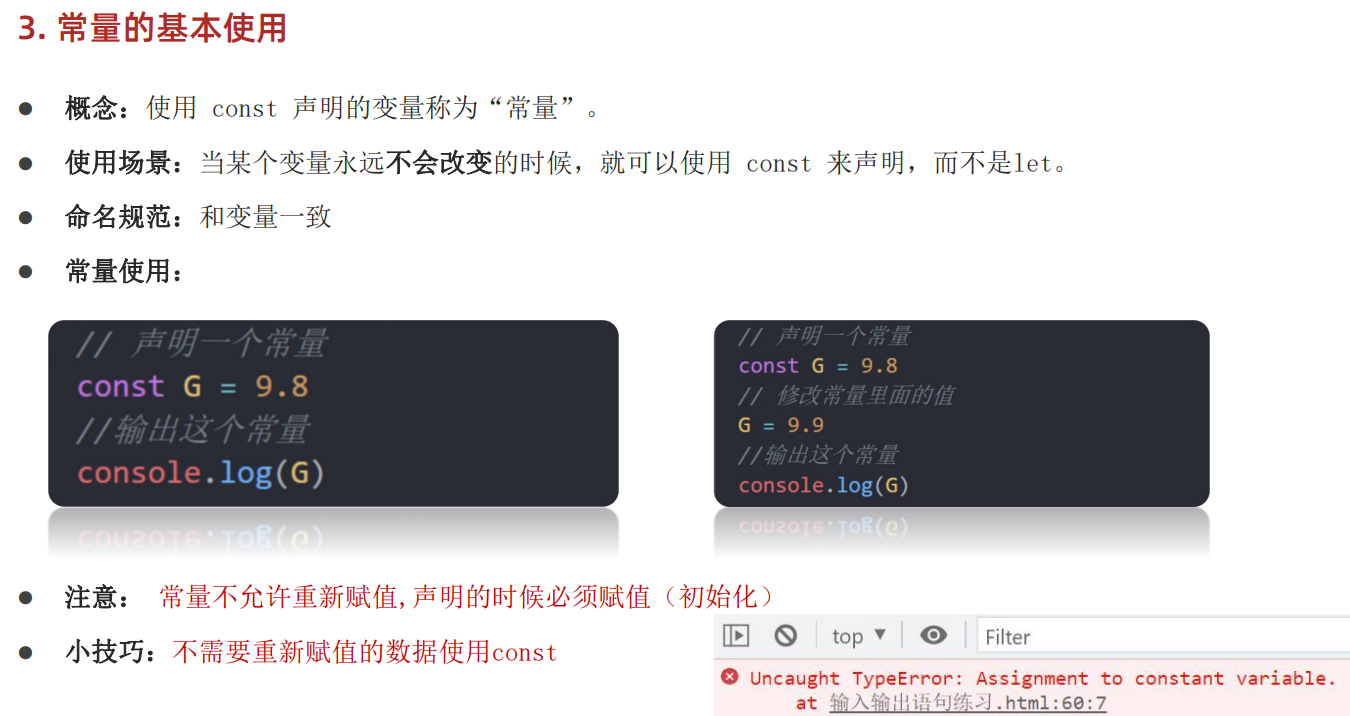 3. 常量的基本使用
● 概念：使用 const 声明的变量称为“常量”。
● 使用场景：当某个变量永远不会改变的时候，就可以使用 const 来声明，而不是let。
● 命名规范：和变量一致
● 常量使用：
// 声明一个常量
const G = 9.8
//输出这个常量
console.log(G)
// 声明一个常量
const G = 9.8
// 修改常量里面的值
G = 9.9
//输出这个常量
console.log(G)
● 注意： 常量不允许重新赋值,声明的时候必须赋值（初始化）
● 小技巧：不需要重新赋值的数据使用const
top ▼ Filter
Uncaught TypeError: Assignment to constant variable.
at 输入输出语句练习.html:60:7